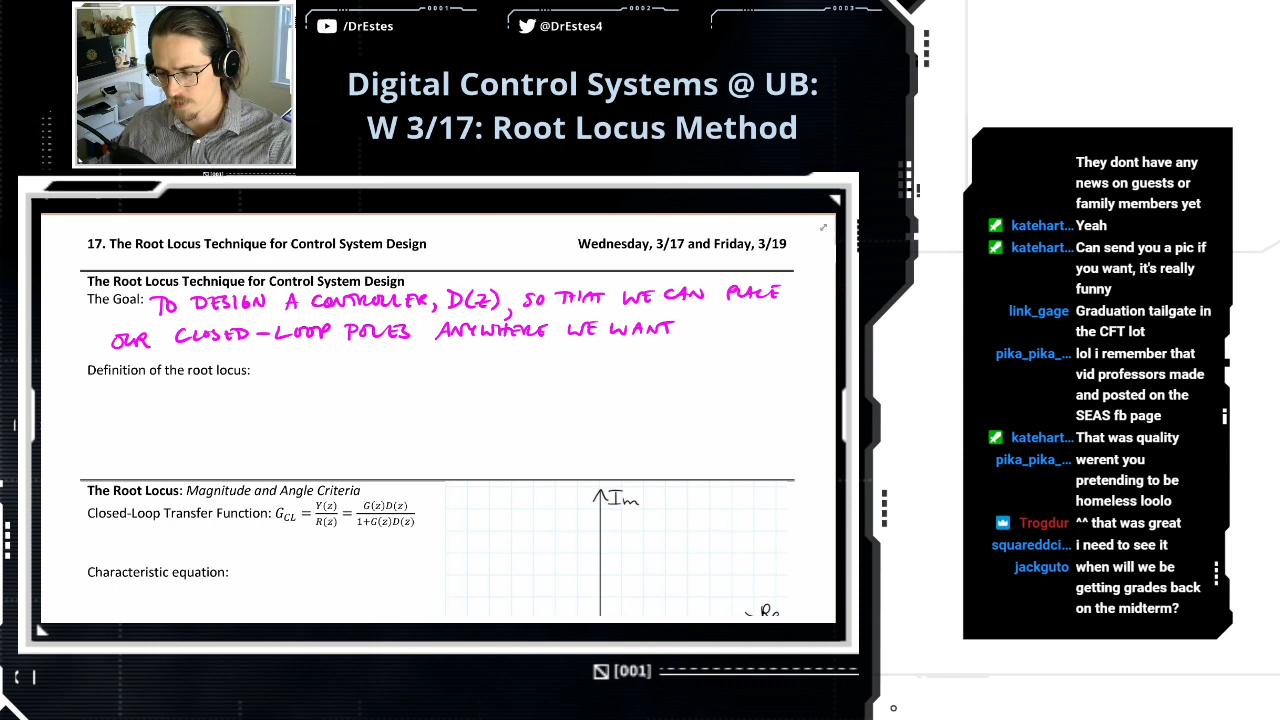 0001
0002
0003
/DrEstes
@DrEstes4
Digital Control Systems @ UB:
W 3/17: Root Locus Method
[001]
17. The Root Locus Technique for Control System Design
Wednesday, 3/17 and Friday, 3/19
The Root Locus Technique for Control System Design
The Goal: TO DESIGN A CONTROLLER, D(Z), SO THAT WE CAN PLACE
OUR CLOSED-LOOP POLES ANYWHERE WE WANT
Definition of the root locus:
The Root Locus: Magnitude and Angle Criteria
Closed-Loop Transfer Function: G_CL = Y(z)/R(z) = G(z)D(z)/1+G(z)D(z)
Im
Characteristic equation:
Re
[001]
They dont have any
news on guests or
family members yet
katehart... Yeah
katehart... Can send you a pic if
you want, it's really
funny
link_gage Graduation tailgate in
the CFT lot
pika_pika_... lol i remember that
vid professors made
and posted on the
SEAS fb page
katehart... That was quality
pika_pika_... werent you
pretending to be
homeless loolo
Trogdur ^^ that was great
squareddci... i need to see it
jackguto when will we be
getting grades back
on the midterm?